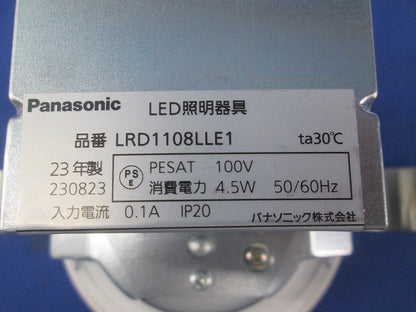 Panasonic LED照明器具
品番 LRD1108LLE1 ta30℃
23年製 PS E PESAT 100V
230823 消費電力 4.5W 50/60Hz
入力電流 0.1A IP20 パナソニック株式会社